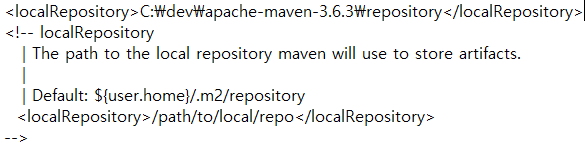 <localRepository>C:₩dev₩apache-maven-3.6.3₩repository</localRepository>
<!-- localRepository
| The path to the local repository maven will use to store artifacts.
|
| Default: ${user.home}/.m2/repository
<localRepository>/path/to/local/repo</localRepository>
-->